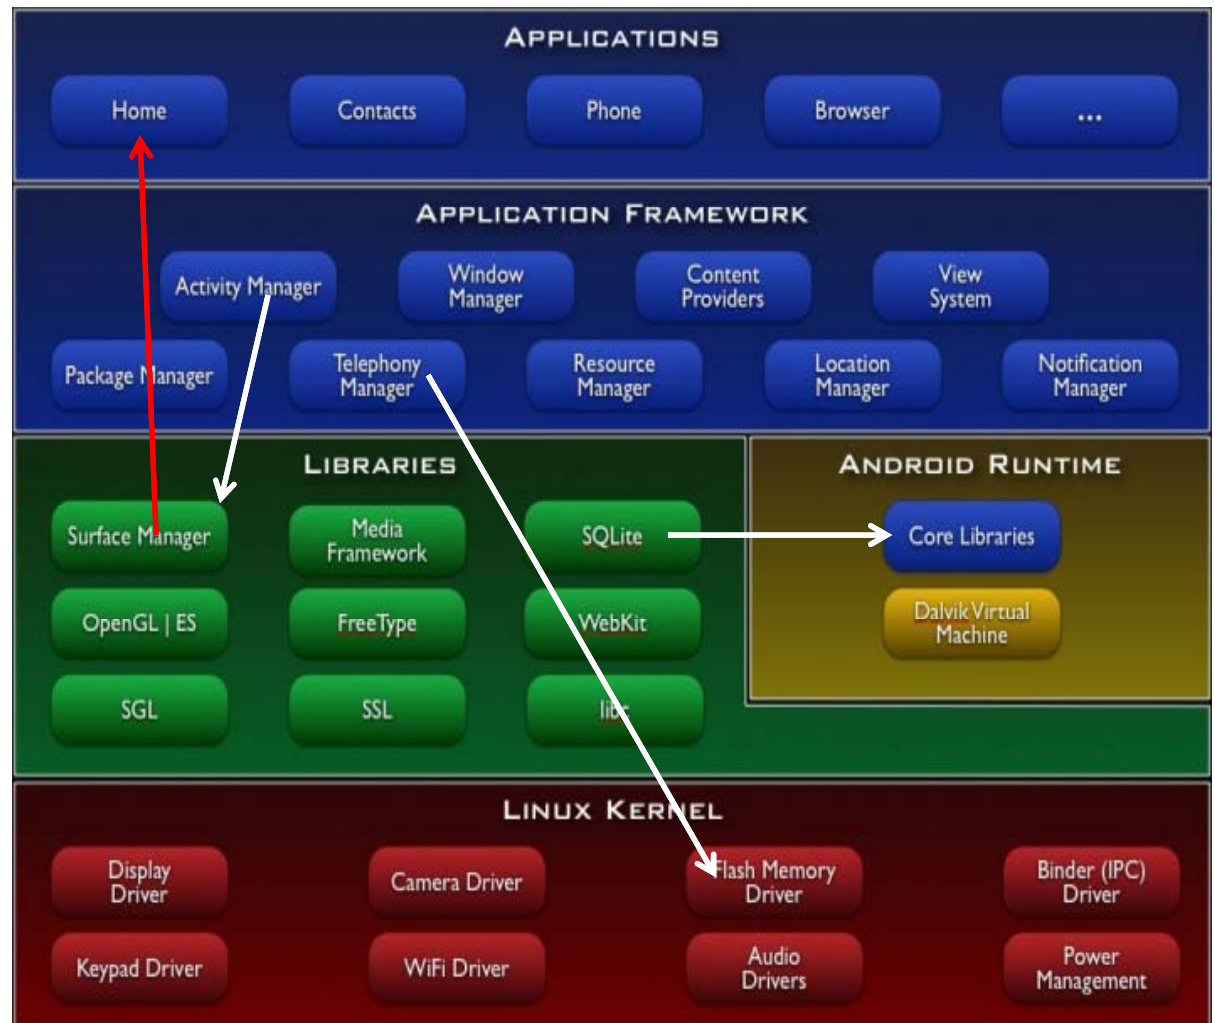 APPLICATIONS
Home
Contacts
Phone
Browser
...
APPLICATION FRAMEWORK
Activity Manager
Window
Manager
Content
Providers
View
System
Package Manager
Telephony
Manager
Resource
Manager
Location
Manager
Notification
Manager
LIBRARIES
Surface Manager
Media
Framework
SQLite
OpenGL | ES
FreeType
WebKit
SGL
SSL
libc
ANDROID RUNTIME
Core Libraries
Dalvik Virtual
Machine
LINUX KERNEL
Display
Driver
Camera Driver
Flash Memory
Driver
Binder (IPC)
Driver
Keypad Driver
WiFi Driver
Audio
Drivers
Power
Management